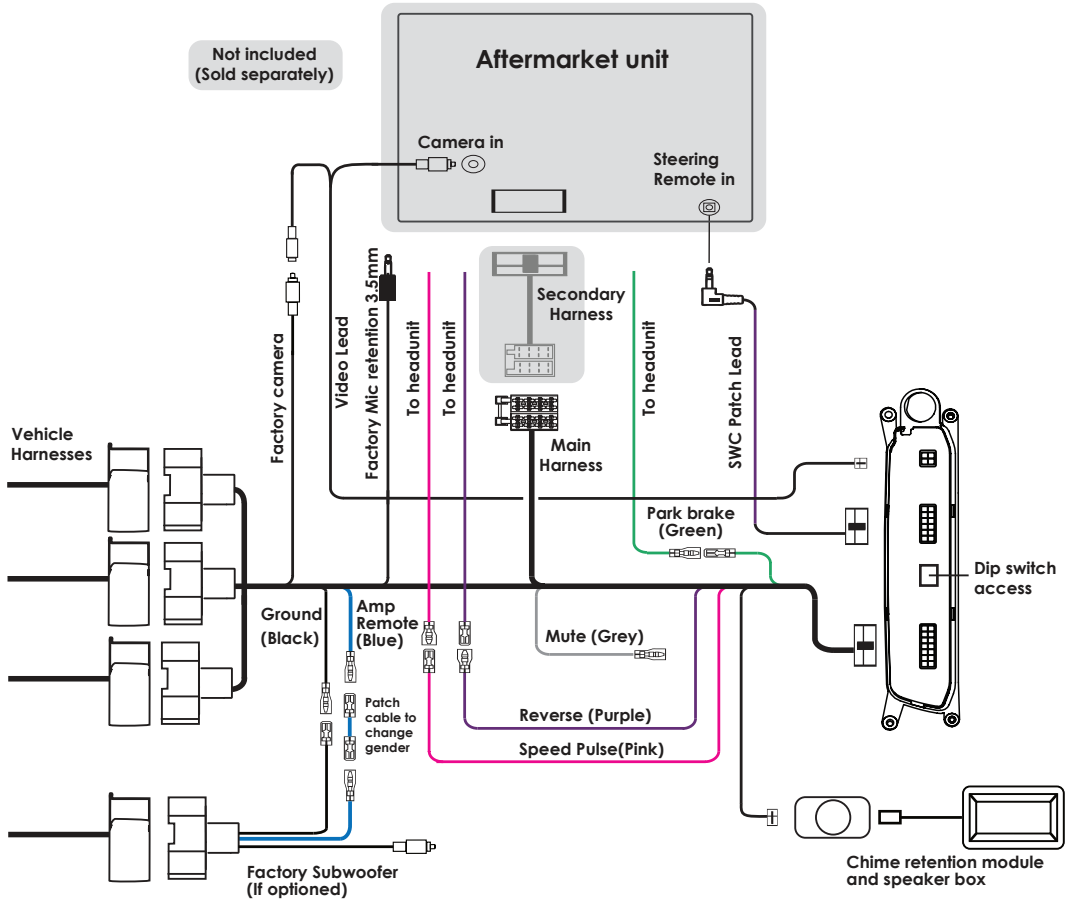 Not included
(Sold separately)
Aftermarket unit
Camera in
Steering
Remote in
Secondary
Harness
Factory camera
Video Lead
Factory Mic retention 3.5mm
To headunit
To headunit
To headunit
SWC Patch Lead
Vehicle
Harnesses
Main
Harness
Park brake
(Green)
Dip switch
access
Ground
(Black)
Amp
Remote
(Blue)
Mute (Grey)
Patch
cable to
change
gender
Reverse (Purple)
Speed Pulse(Pink)
Factory Subwoofer
(If optioned)
Chime retention module
and speaker box